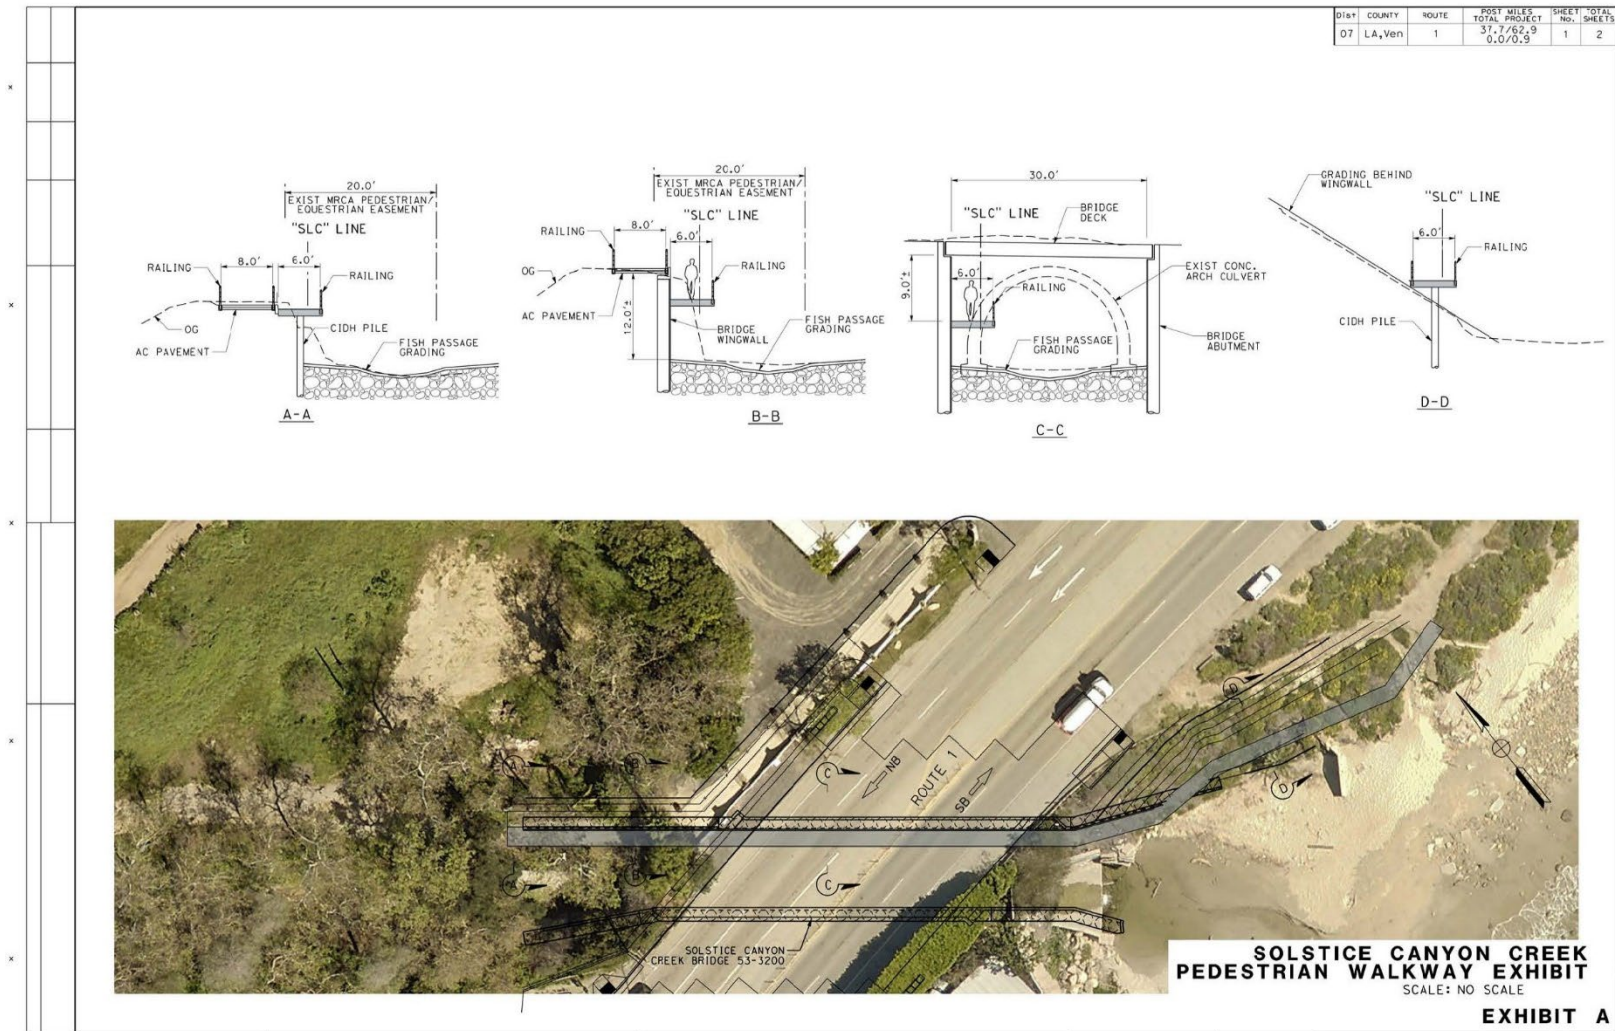 Dist COUNTY ROUTE POST MILES TOTAL PROJECT SHEET No. TOTAL SHEETS
07 LA,Ven 1 37.7/62.9 0.0/0.9 1 2
20.0'
EXIST MRCA PEDESTRIAN/
EQUESTRIAN EASEMENT
"SLC" LINE
RAILING
8.0'
6.0'
RAILING
OG
AC PAVEMENT
CIDH PILE
FISH PASSAGE
GRADING
A-A
20.0'
EXIST MRCA PEDESTRIAN/
EQUESTRIAN EASEMENT
"SLC" LINE
RAILING
8.0'
6.0'
OG
RAILING
AC PAVEMENT
12.0'±
BRIDGE
WINGWALL
FISH PASSAGE
GRADING
B-B
30.0'
"SLC" LINE
BRIDGE
DECK
9.0'±
6.0'
EXIST CONC.
ARCH CULVERT
RAILING
FISH PASSAGE
GRADING
BRIDGE
ABUTMENT
C-C
GRADING BEHIND
WINGWALL
"SLC" LINE
6.0'
RAILING
CIDH PILE
D-D
A
B
C
D
NB
ROUTE 1
SB
D
A
B
C
SOLSTICE CANYON
CREEK BRIDGE 53-3200
SOLSTICE CANYON CREEK
PEDESTRIAN WALKWAY EXHIBIT
SCALE: NO SCALE
EXHIBIT A